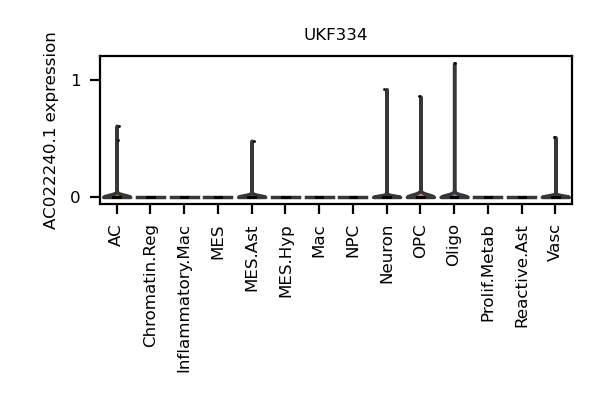 UKF334
AC022240.1 expression
1
0
AC
Chromatin.Reg
Inflammatory.Mac
MES
MES.Ast
MES.Hyp
Mac
NPC
Neuron
OPC
Oligo
Prolif.Metab
Reactive.Ast
Vasc